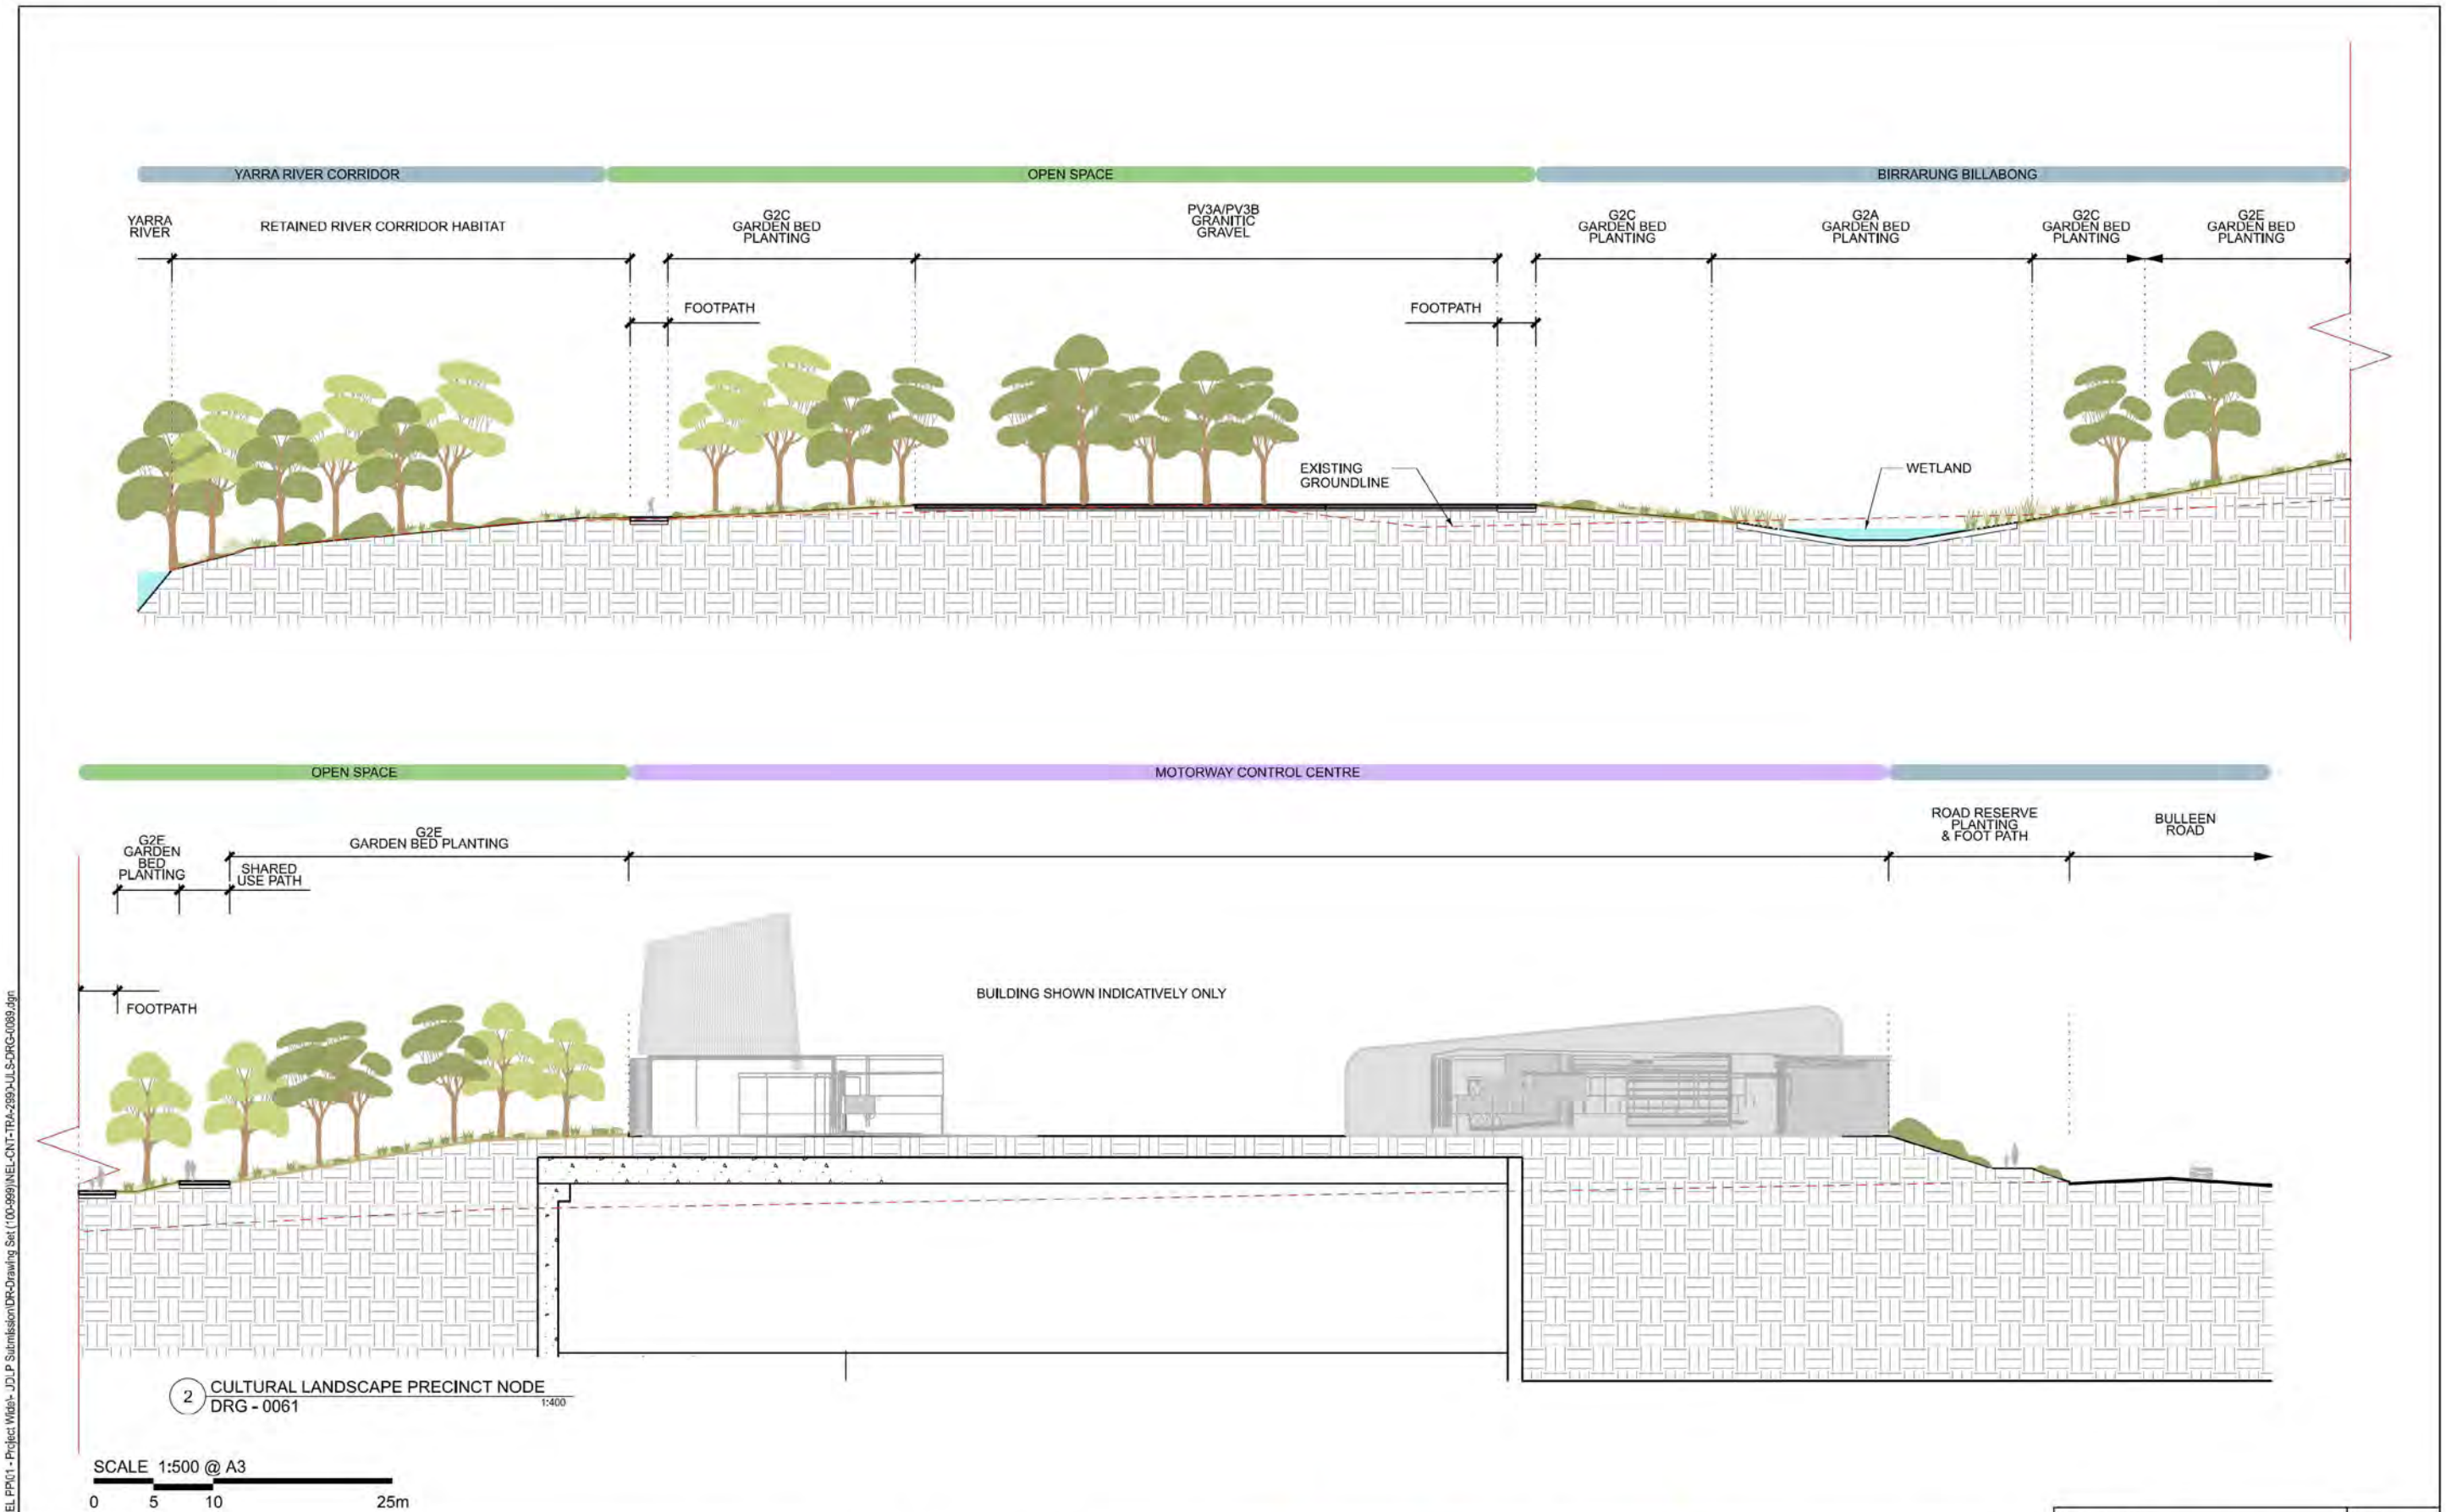 YARRA RIVER CORRIDOR
OPEN SPACE
BIRRARUNG BILLABONG
YARRA
RIVER
RETAINED RIVER CORRIDOR HABITAT
G2C
GARDEN BED
PLANTING
PV3A/PV3B
GRANITIC
GRAVEL
G2C
GARDEN BED
PLANTING
G2A
GARDEN BED
PLANTING
G2C
GARDEN BED
PLANTING
G2E
GARDEN BED
PLANTING
FOOTPATH
FOOTPATH
EXISTING
GROUNDLINE
WETLAND
OPEN SPACE
MOTORWAY CONTROL CENTRE
G2E
GARDEN
BED
PLANTING
SHARED
USE PATH
G2E
GARDEN BED PLANTING
ROAD RESERVE
PLANTING
& FOOT PATH
BULLEEN
ROAD
FOOTPATH
BUILDING SHOWN INDICATIVELY ONLY
2
CULTURAL LANDSCAPE PRECINCT NODE
DRG - 0061
1:400
SCALE 1:500 @ A3
0 5 10 25m